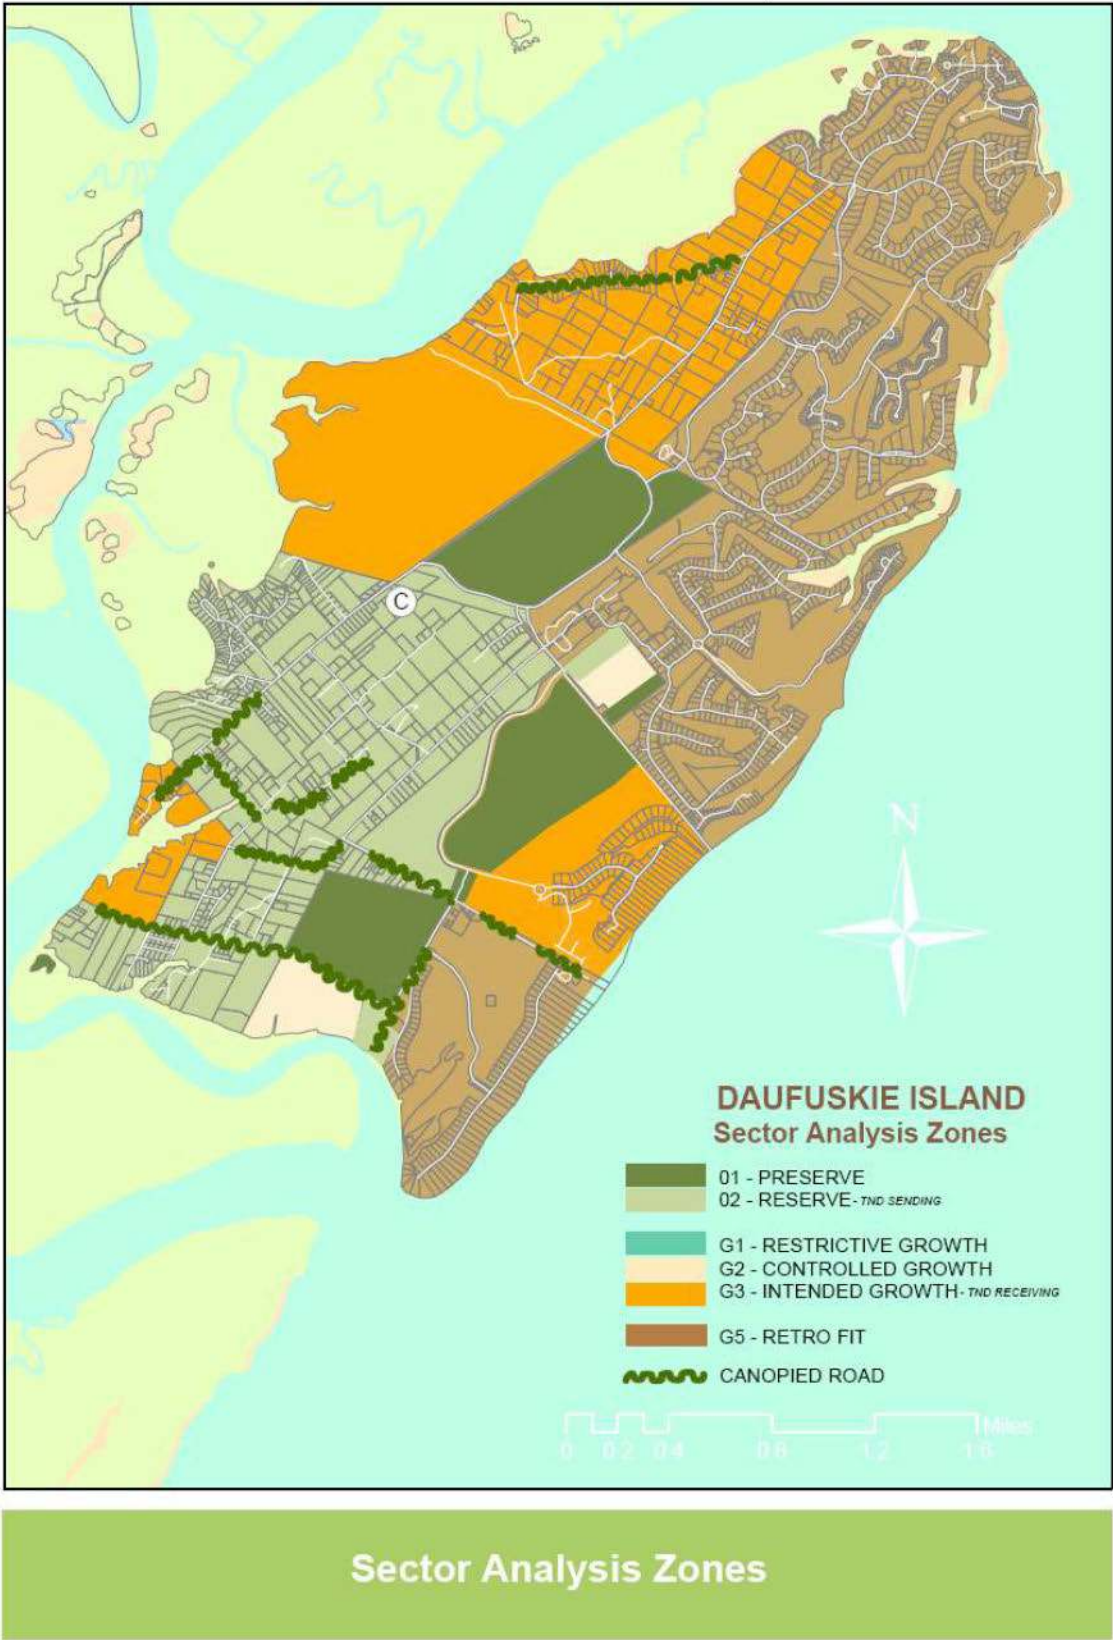 C
N
DAUFUSKIE ISLAND
Sector Analysis Zones
01 - PRESERVE
02 - RESERVE- TND SENDING
G1 - RESTRICTIVE GROWTH
G2 - CONTROLLED GROWTH
G3 - INTENDED GROWTH- TND RECEIVING
G5 - RETRO FIT
CANOPIED ROAD
Miles
0 0.2 0.4 0.8 1.2 1.6
Sector Analysis Zones